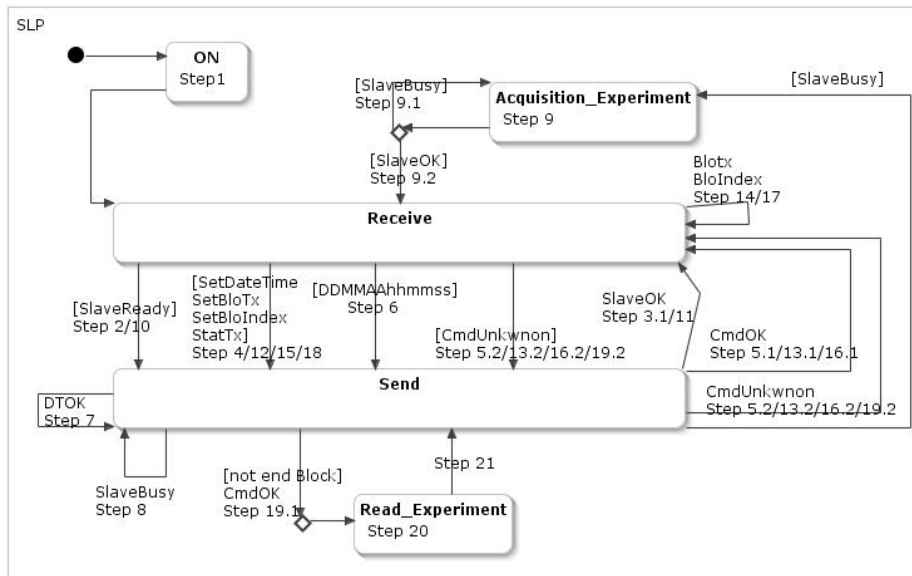 SLP
ON
Step1
[SlaveBusy]
Step 9.1
Acquisition_Experiment
Step 9
[SlaveBusy]
[SlaveOK]
Step 9.2
Blotx
BloIndex
Step 14/17
Receive
[SlaveReady]
Step 2/10
[SetDateTime
SetBloTx
SetBloIndex
StatTx]
Step 4/12/15/18
[DDMMAAhhmmss]
Step 6
[CmdUnkwnon]
Step 5.2/13.2/16.2/19.2
SlaveOK
Step 3.1/11
CmdOK
Step 5.1/13.1/16.1
Send
CmdUnkwnon
Step 5.2/13.2/16.2/19.2
DTOK
Step 7
SlaveBusy
Step 8
[not end Block]
CmdOK
Step 19.1
Step 21
Read_Experiment
Step 20